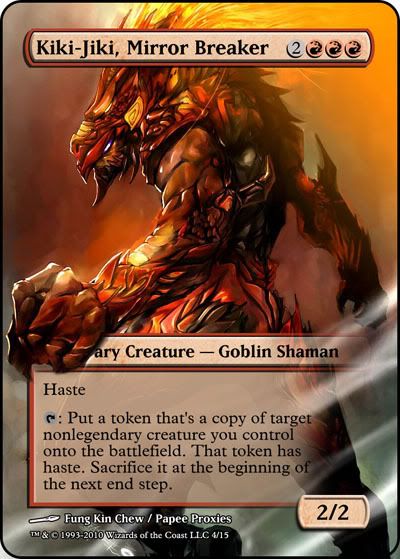 Kiki-Jiki, Mirror Breaker 2
ary Creature — Goblin Shaman
Haste
: Put a token that's a copy of target
nonlegendary creature you control
onto the battlefield. That token has
haste. Sacrifice it at the beginning of
the next end step.
Fung Kin Chew / Papee Proxies
™ & © 1993-2010 Wizards of the Coast LLC 4/15
2/2